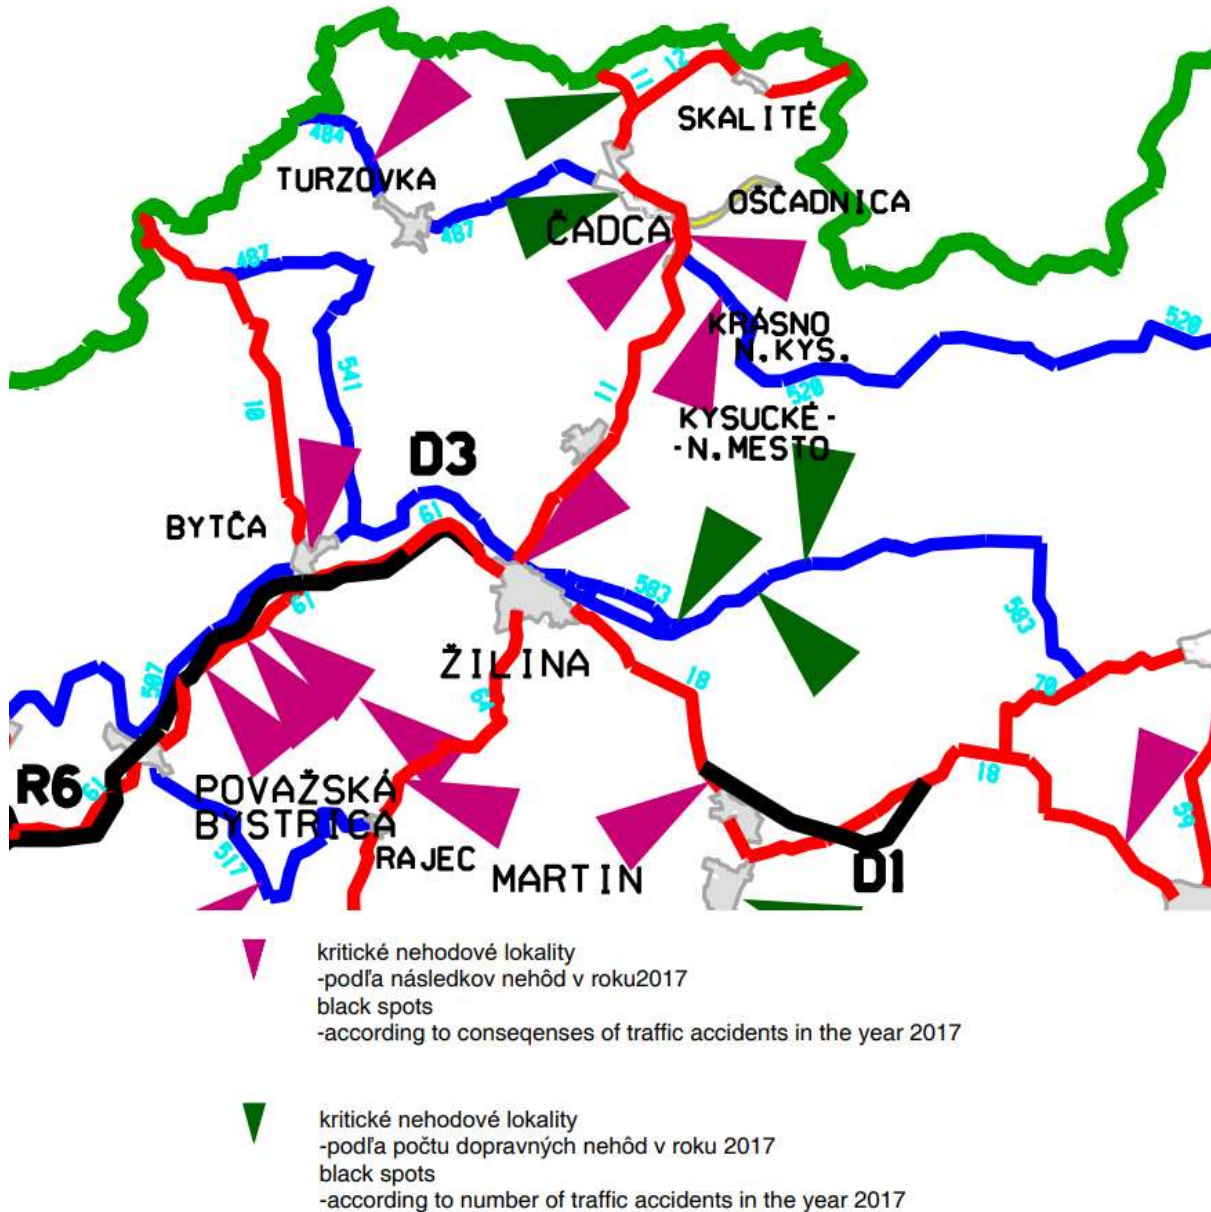 11
12
SKALITÉ
484
TURZOVKA
OŠČADNICA
487
ČADCA
487
KRÁSNO
N.KYS.
520
541
10
11
520
KYSUCKÉ-
-N.MESTO
D3
61
BYTČA
583
61
583
ŽILINA
18
70
507
64
18
R6
61
POVAŽSKÁ
BYSTRICA
59
517
RAJEC
MARTIN
D1
kritické nehodové lokality
-podľa následkov nehôd v roku2017
black spots
-according to conseqenses of traffic accidents in the year 2017
kritické nehodové lokality
-podľa počtu dopravných nehôd v roku 2017
black spots
-according to number of traffic accidents in the year 2017